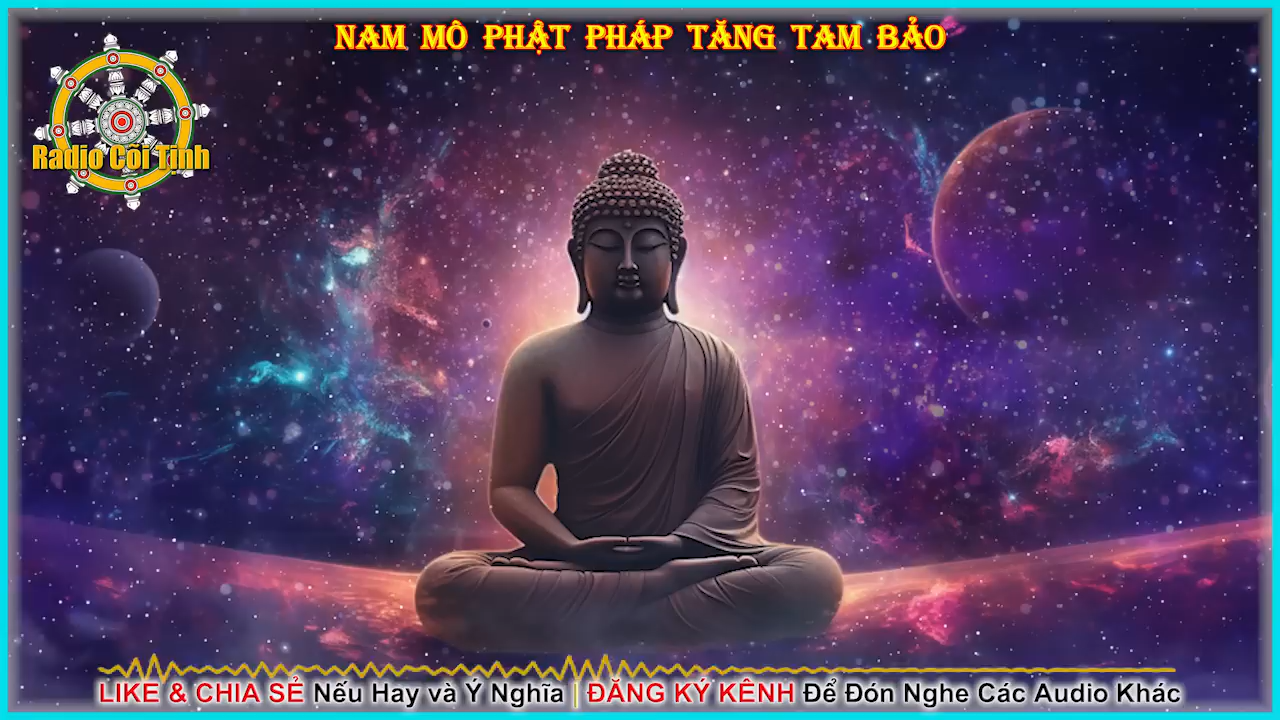 NAM MÔ PHẬT PHÁP TĂNG TAM BẢO
Radio Cõi Tịnh
LIKE & CHIA SẺ Nếu Hay và Ý Nghĩa | ĐĂNG KÝ KÊNH Để Đón Nghe Các Audio Khác